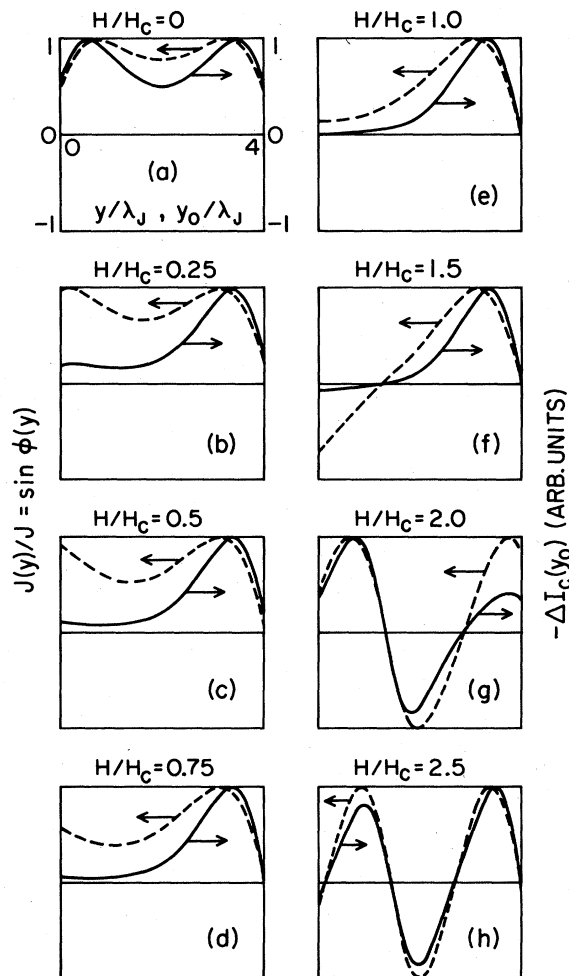 H/H_C=0
1
1
0
0
0
4
(a)
y/λ_J , y_0/λ_J
−1
−1
H/H_C=1.0
(e)
H/H_C=0.25
(b)
H/H_C=1.5
(f)
J(y)/J = sin ϕ(y)
−ΔI_C(y_0) (ARB. UNITS)
H/H_C=0.5
(c)
H/H_C=2.0
(g)
H/H_C=0.75
(d)
H/H_C=2.5
(h)